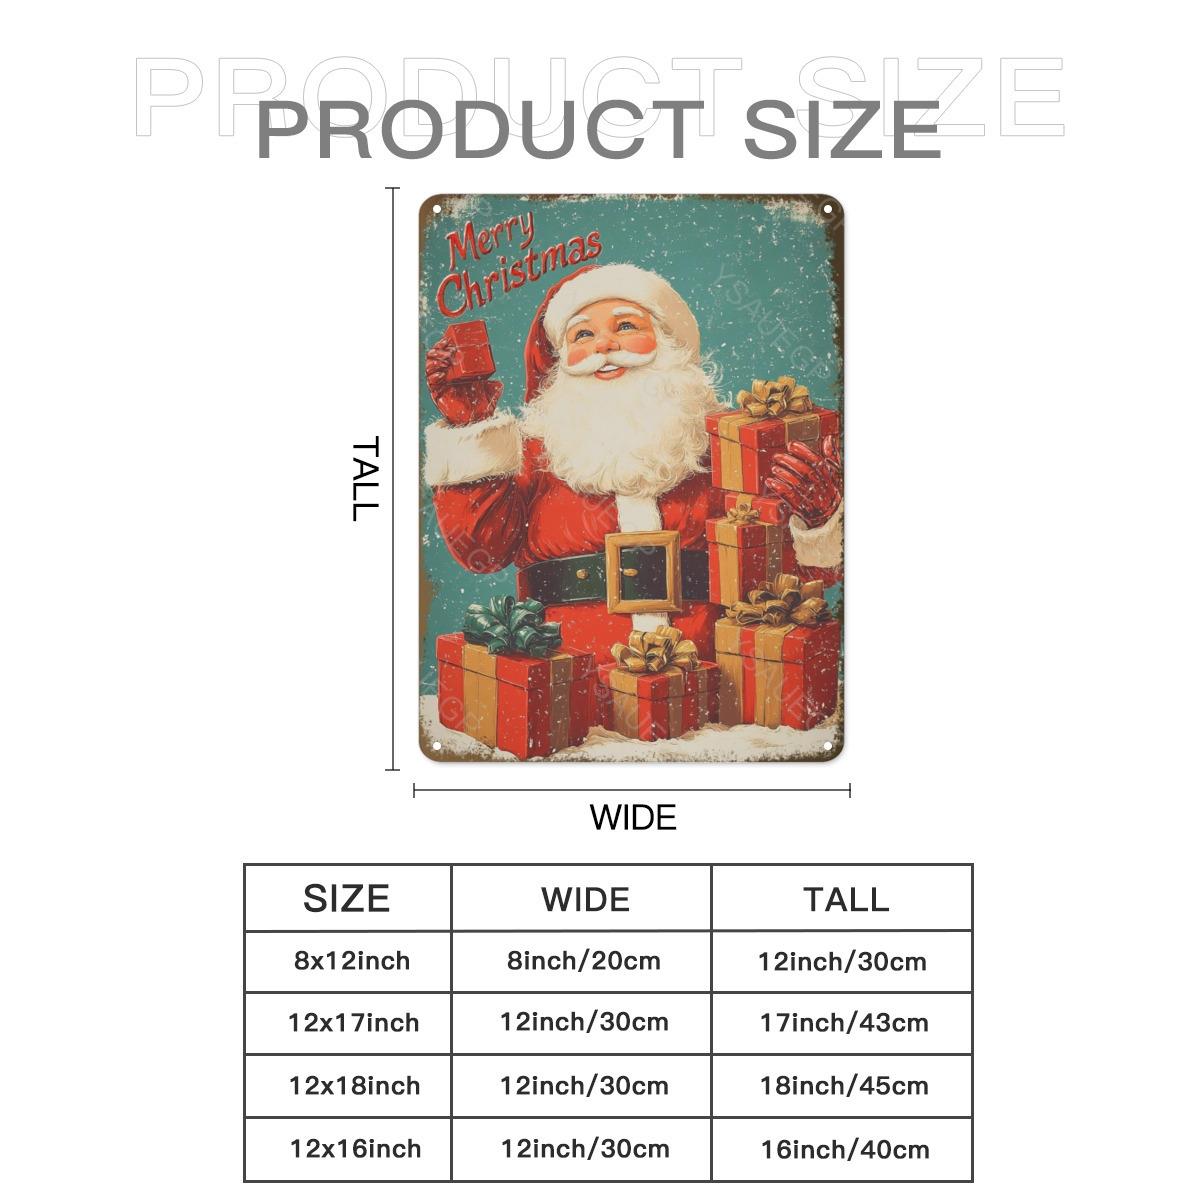 PRODUCT SIZE
PRODUCT SIZE
Merry
Christmas
YSAUEGR
TALL
WIDE
SIZE WIDE TALL
8x12inch 8inch/20cm 12inch/30cm
12x17inch 12inch/30cm 17inch/43cm
12x18inch 12inch/30cm 18inch/45cm
12x16inch 12inch/30cm 16inch/40cm